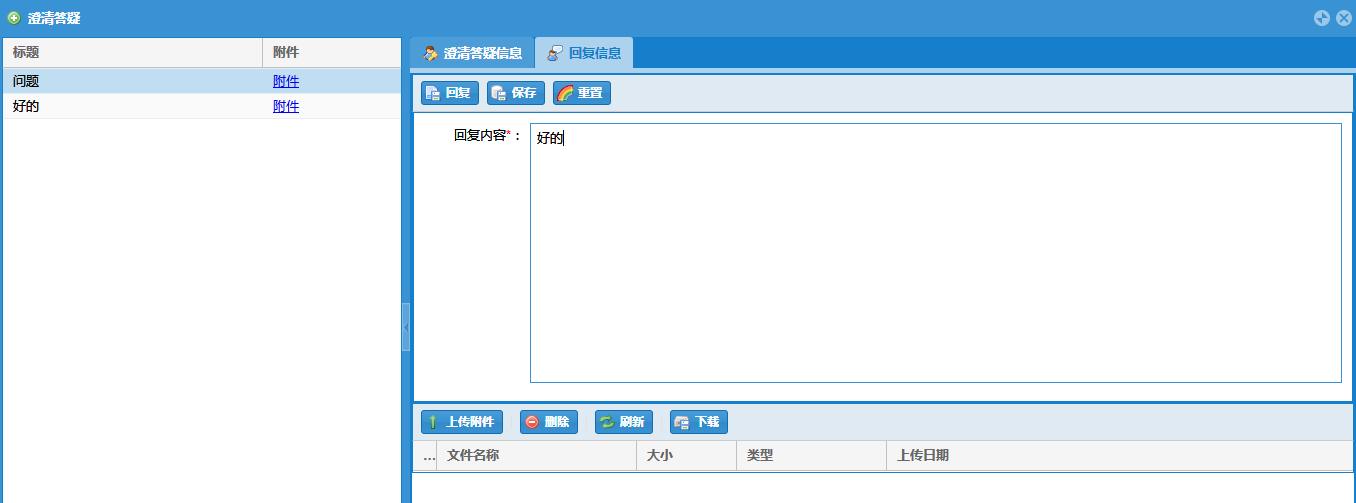 澄清答疑
标题 附件
问题 附件
好的 附件
澄清答疑信息 回复信息
回复 保存 重置
回复内容*：
好的
上传附件 删除 刷新 下载
... 文件名称 大小 类型 上传日期